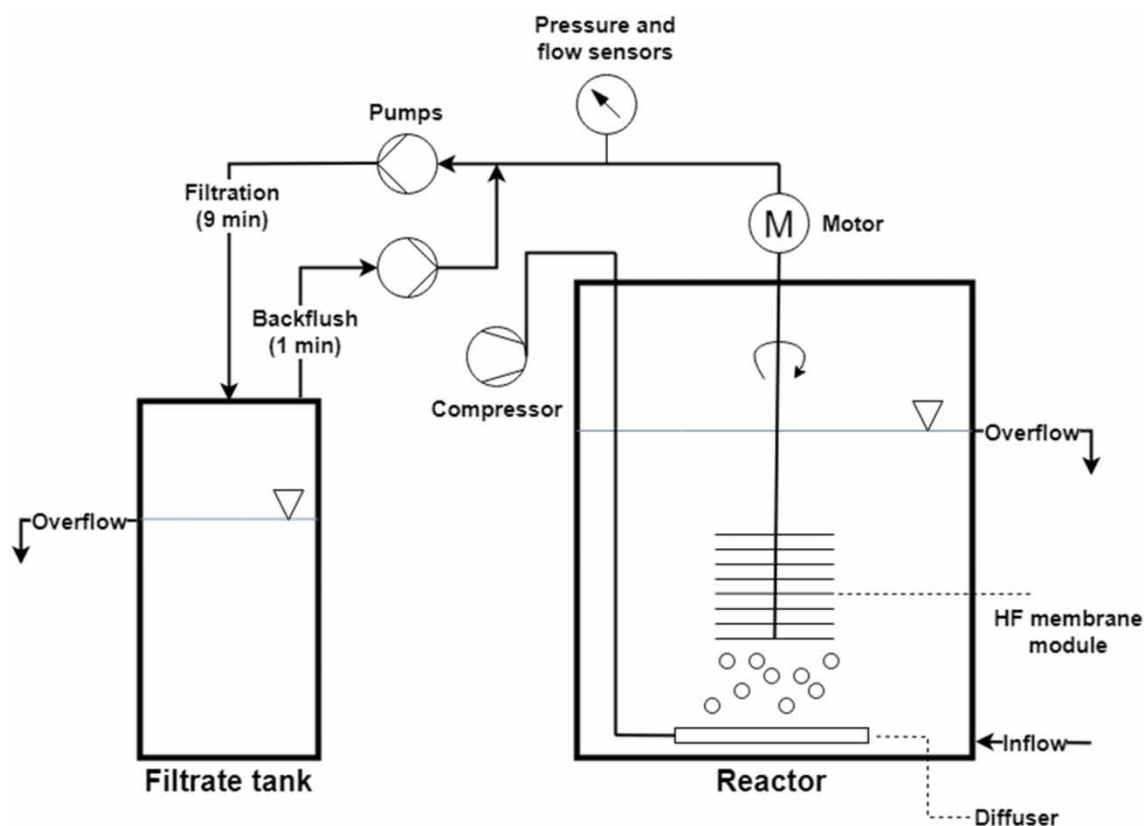 Pressure and
flow sensors
Pumps
Filtration
(9 min)
M
Motor
Backflush
(1 min)
Compressor
Overflow
Overflow
HF membrane
module
Inflow
Filtrate tank
Reactor
Diffuser